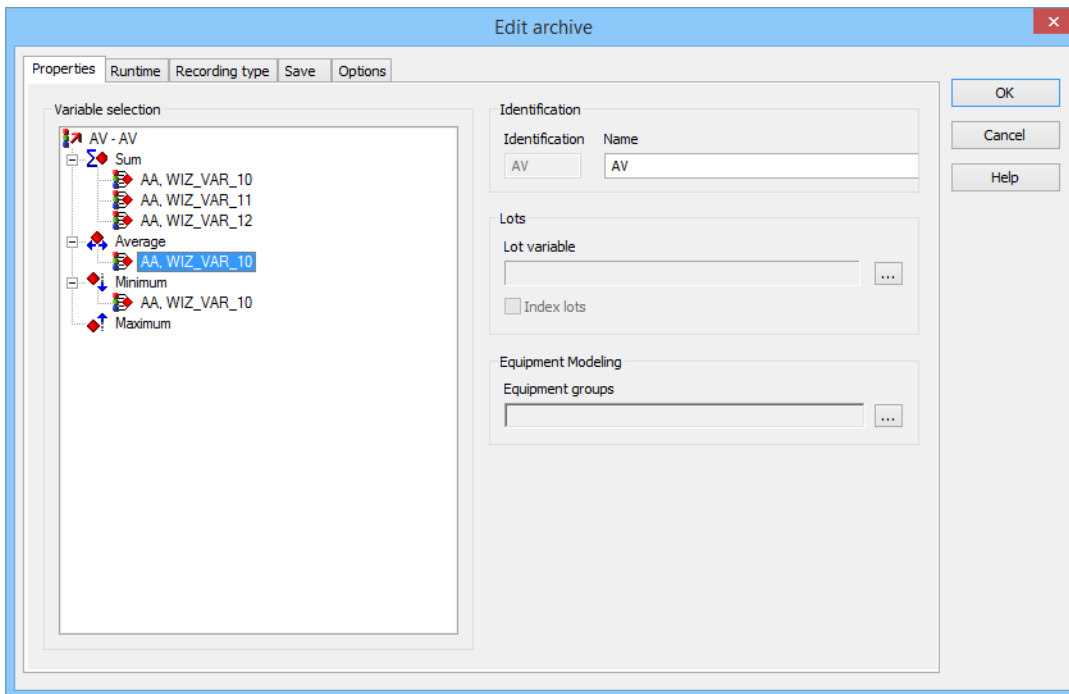 Edit archive
Properties Runtime Recording type Save Options
Variable selection
AV - AV
Sum
AA, WIZ_VAR_10
AA, WIZ_VAR_11
AA, WIZ_VAR_12
Average
AA, WIZ_VAR_10
Minimum
AA, WIZ_VAR_10
Maximum
Identification
Identification Name
AV AV
Lots
Lot variable
...
Index lots
Equipment Modeling
Equipment groups
...
OK
Cancel
Help